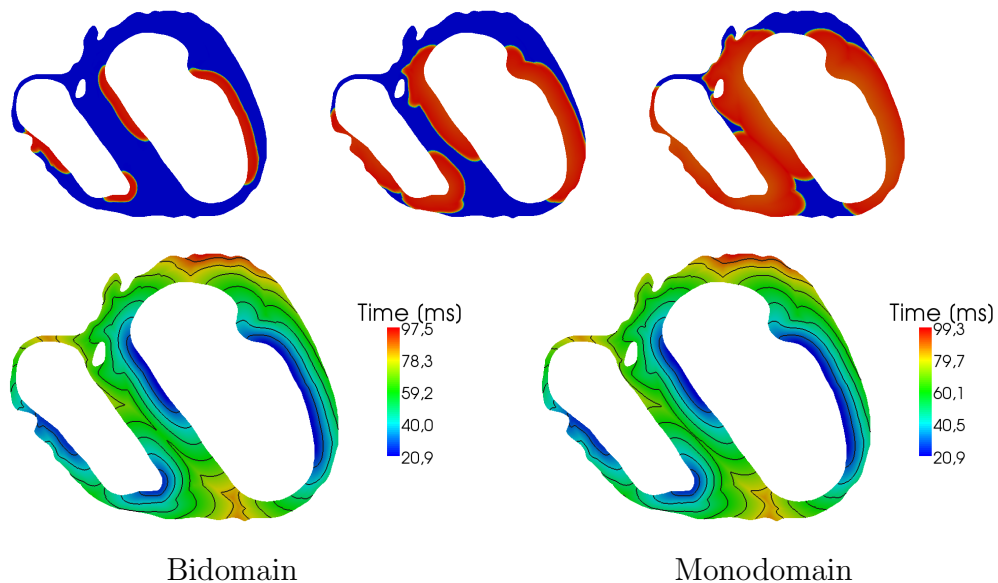 Time (ms)
97,5
78,3
59,2
40,0
20,9
Time (ms)
99,3
79,7
60,1
40,5
20,9
Bidomain
Monodomain